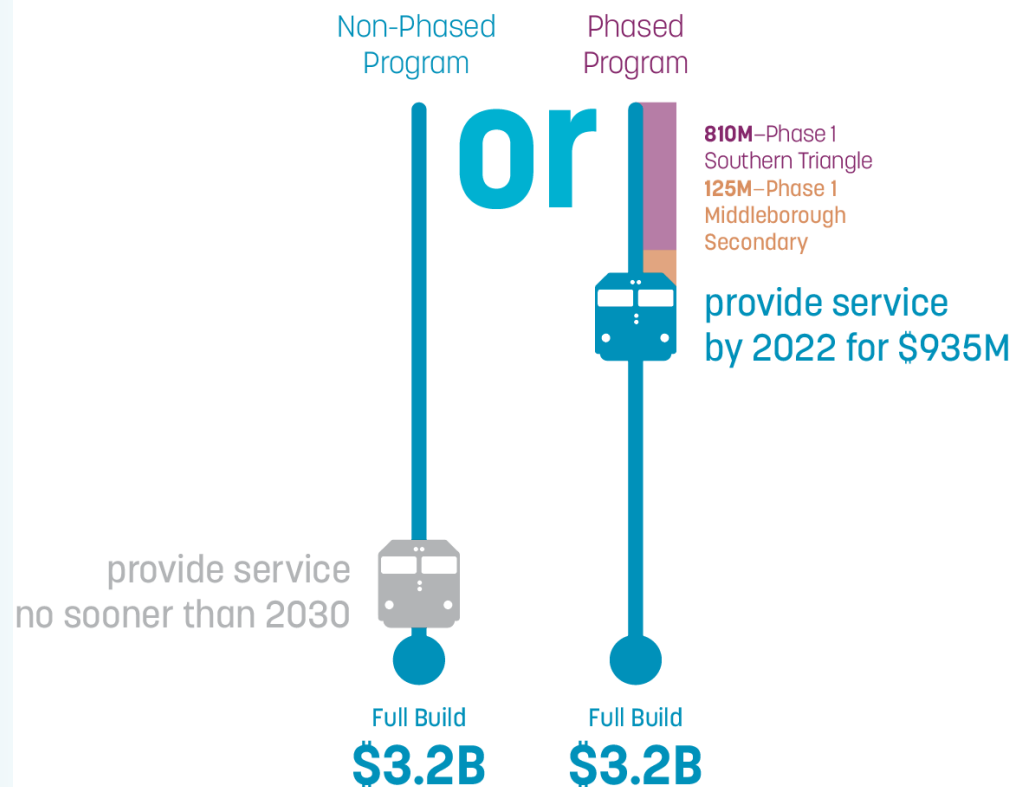 Non-Phased
Program
or
Phased
Program
810M–Phase 1
Southern Triangle
125M–Phase 1
Middleborough
Secondary
provide service
by 2022 for $935M
provide service
no sooner than 2030
Full Build
$3.2B
Full Build
$3.2B